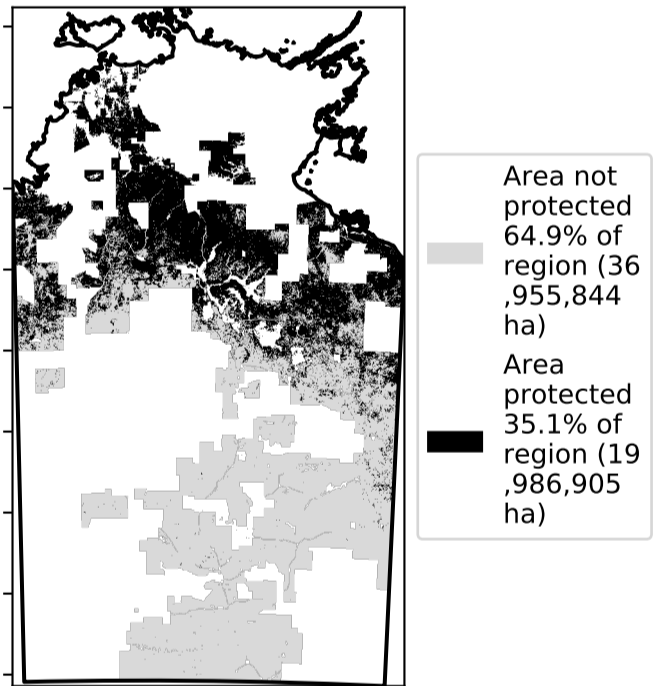 Area not
protected
64.9% of
region (36
,955,844
ha)
Area
protected
35.1% of
region (19
,986,905
ha)